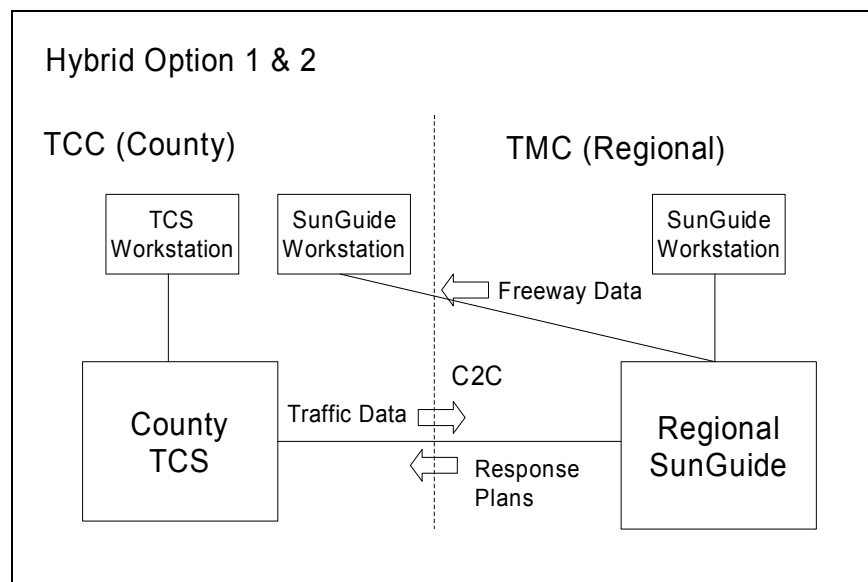 Hybrid Option 1 & 2
TCC (County)
TMC (Regional)
TCS
Workstation
SunGuide
Workstation
SunGuide
Workstation
Freeway Data
C2C
Traffic Data
County
TCS
Regional
SunGuide
Response
Plans